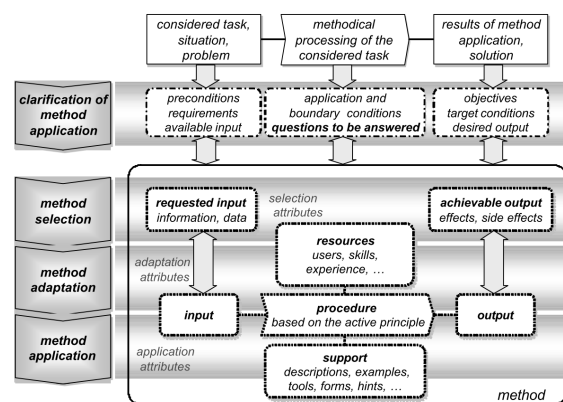 considered task,
situation,
problem
methodical
processing of the
considered task
results of method
application,
solution
clarification of
method
application
preconditions
requirements
available input
application and
boundary conditions
questions to be answered
objectives
target conditions
desired output
method
selection
requested input
information, data
selection
attributes
achievable output
effects, side effects
resources
users, skills,
experience, …
method
adaptation
adaptation
attributes
input
procedure
based on the active principle
output
method
application
application
attributes
support
descriptions, examples,
tools, forms, hints, …
method